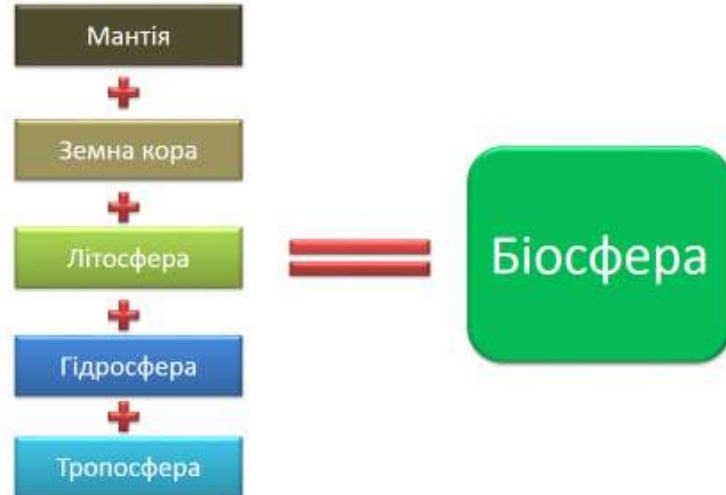 Мантія
Земна кора
Літосфера
Гідросфера
Тропосфера
Біосфера